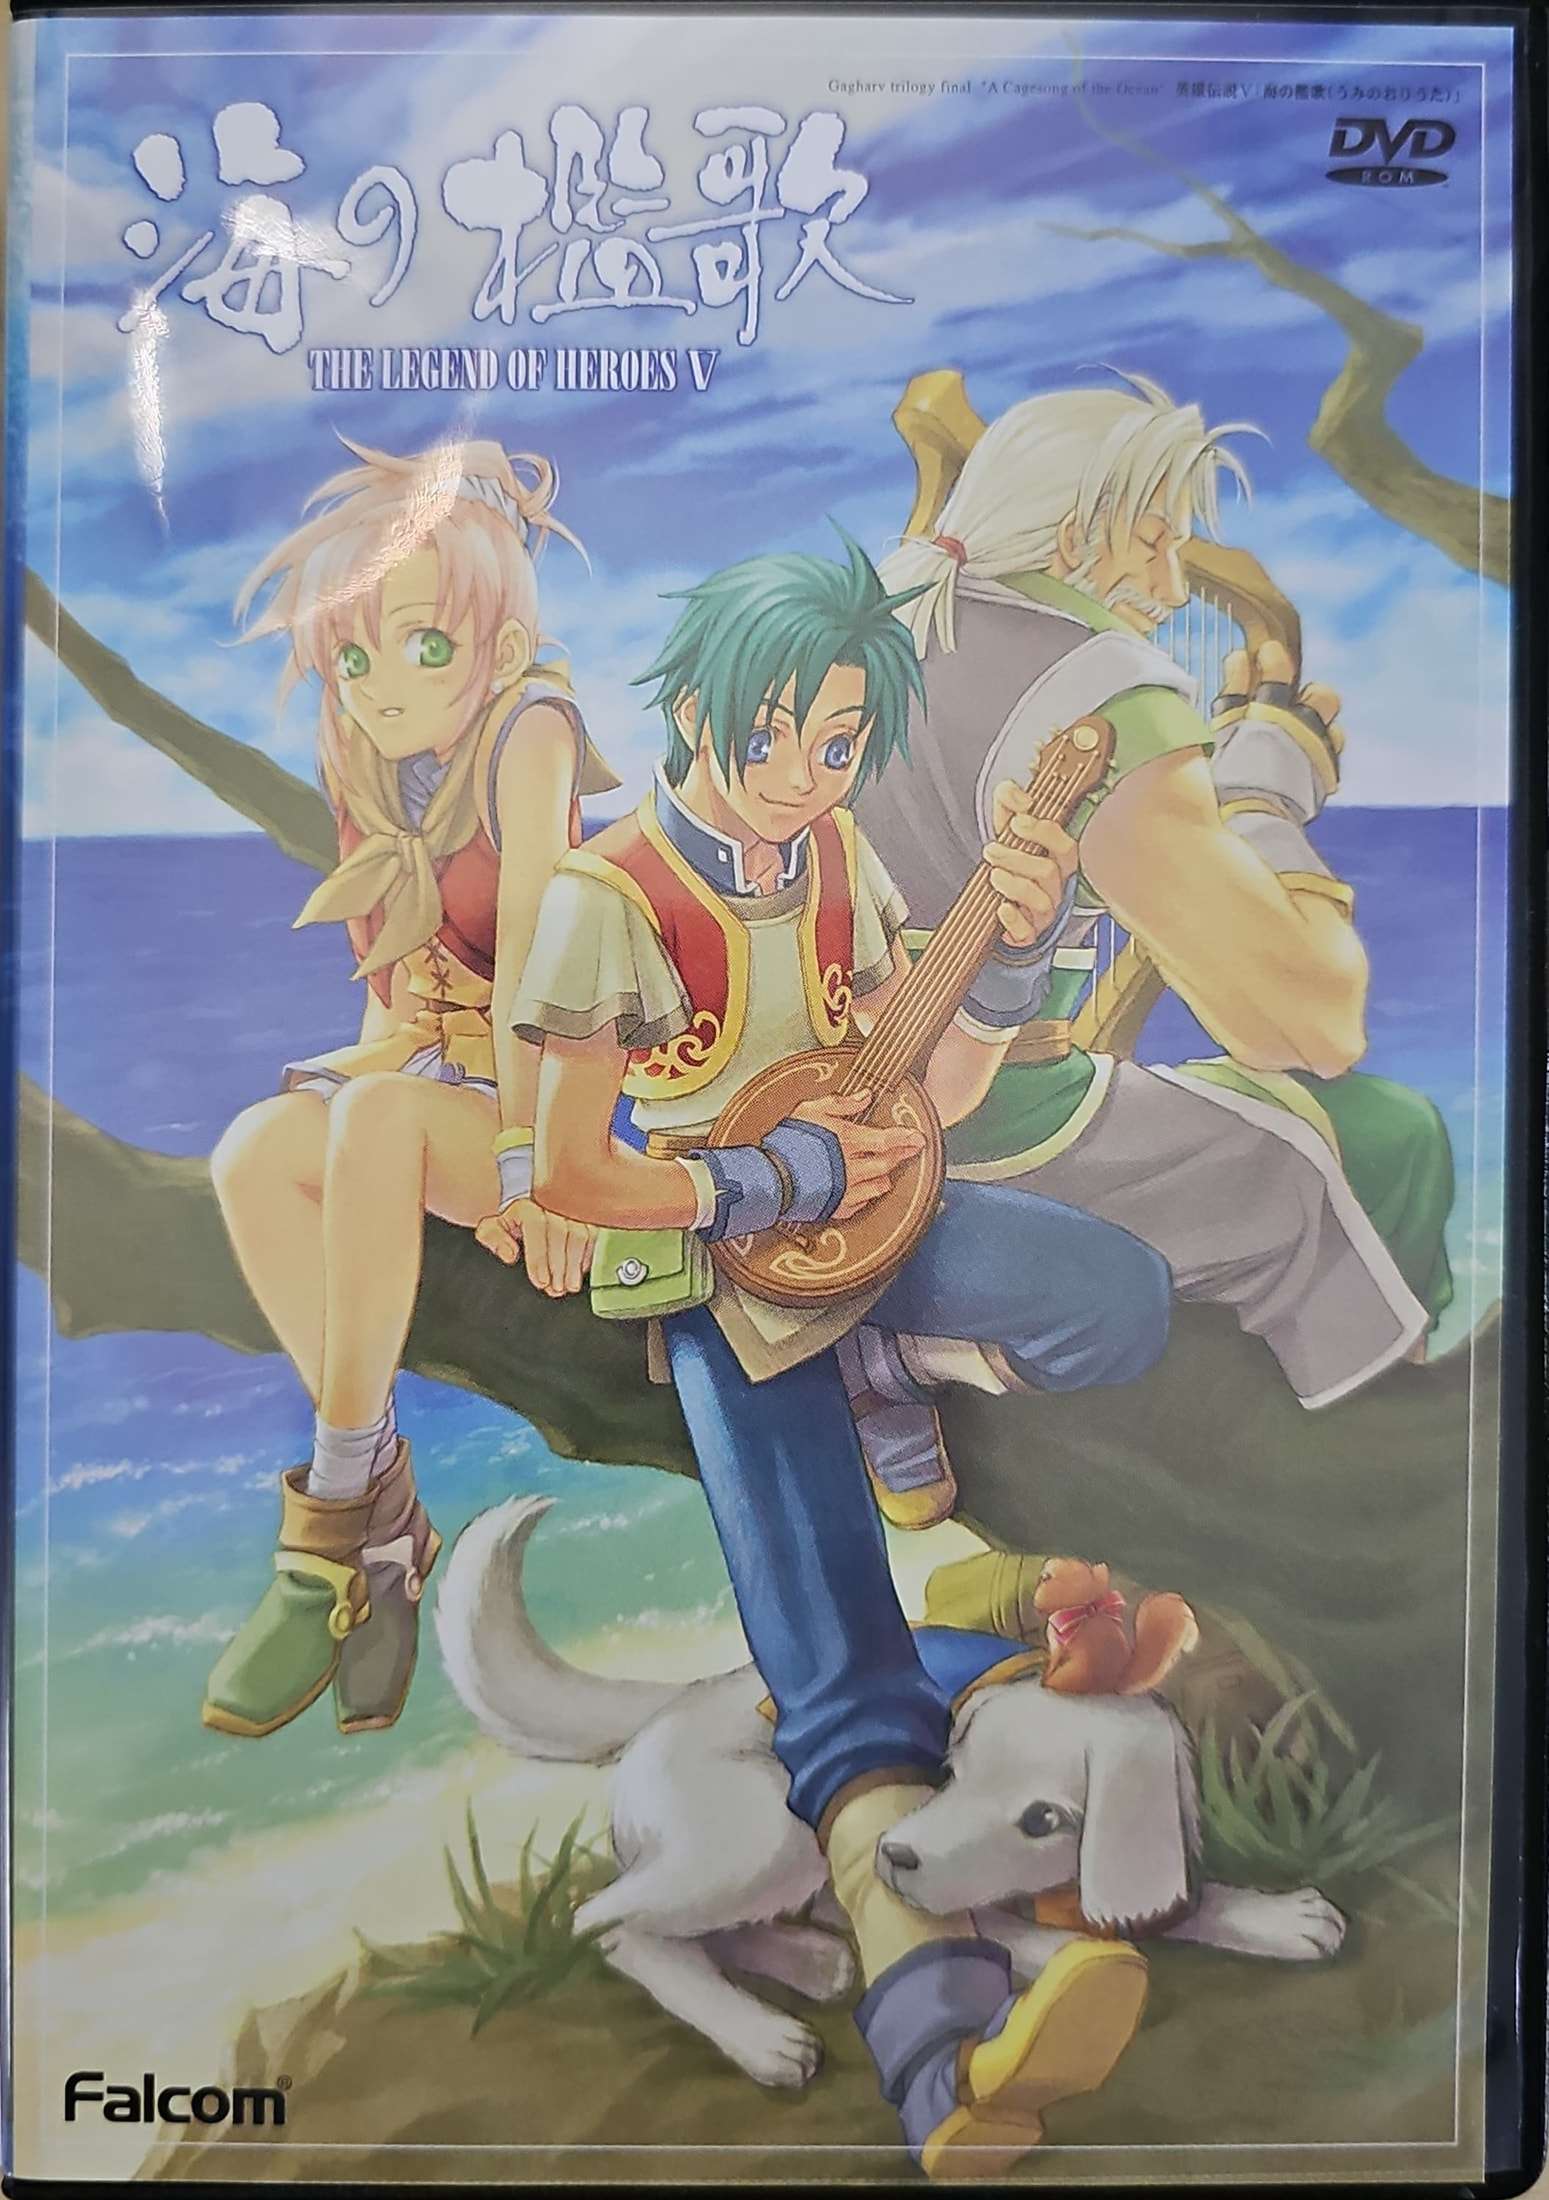 Gagharv trilogy final "A Cagesong of the Ocean" 英雄伝説Ⅴ「海の檻歌(うみのおりうた)」
DVD
ROM
海の檻歌
THE LEGEND OF HEROES V
Falcom®